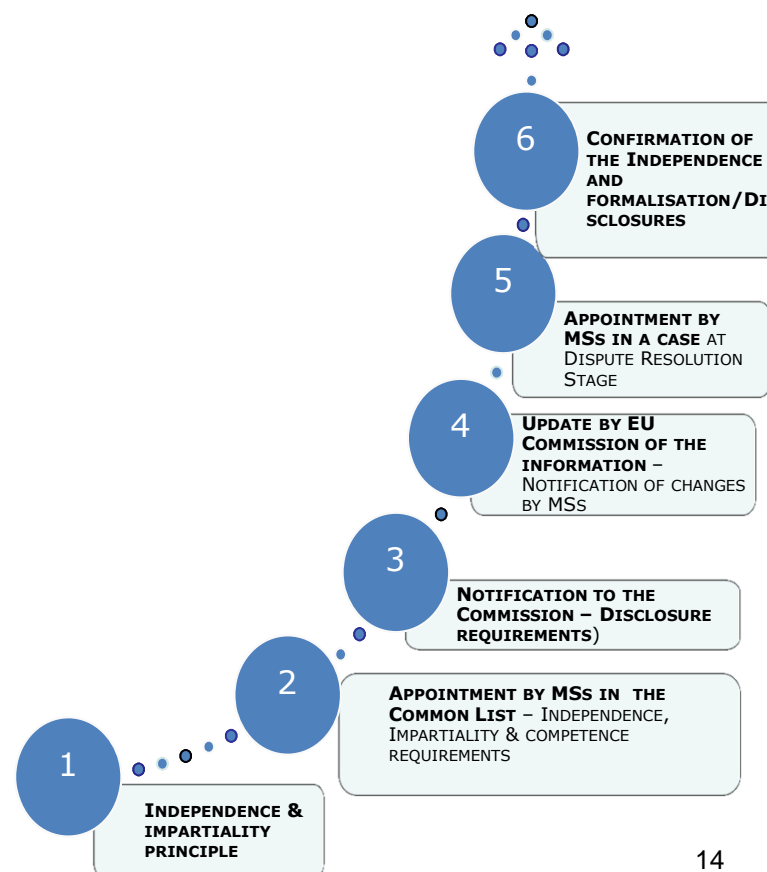 6
Confirmation of
the Independence
and
formalisation/Di
sclosures
5
Appointment by
MSs in a case at
Dispute Resolution
Stage
4
Update by EU
Commission of the
information –
Notification of changes
by MSs
3
Notification to the
Commission – Disclosure
requirements)
2
Appointment by MSs in the
Common List – Independence,
Impartiality & competence
requirements
1
Independence &
impartiality
principle
14